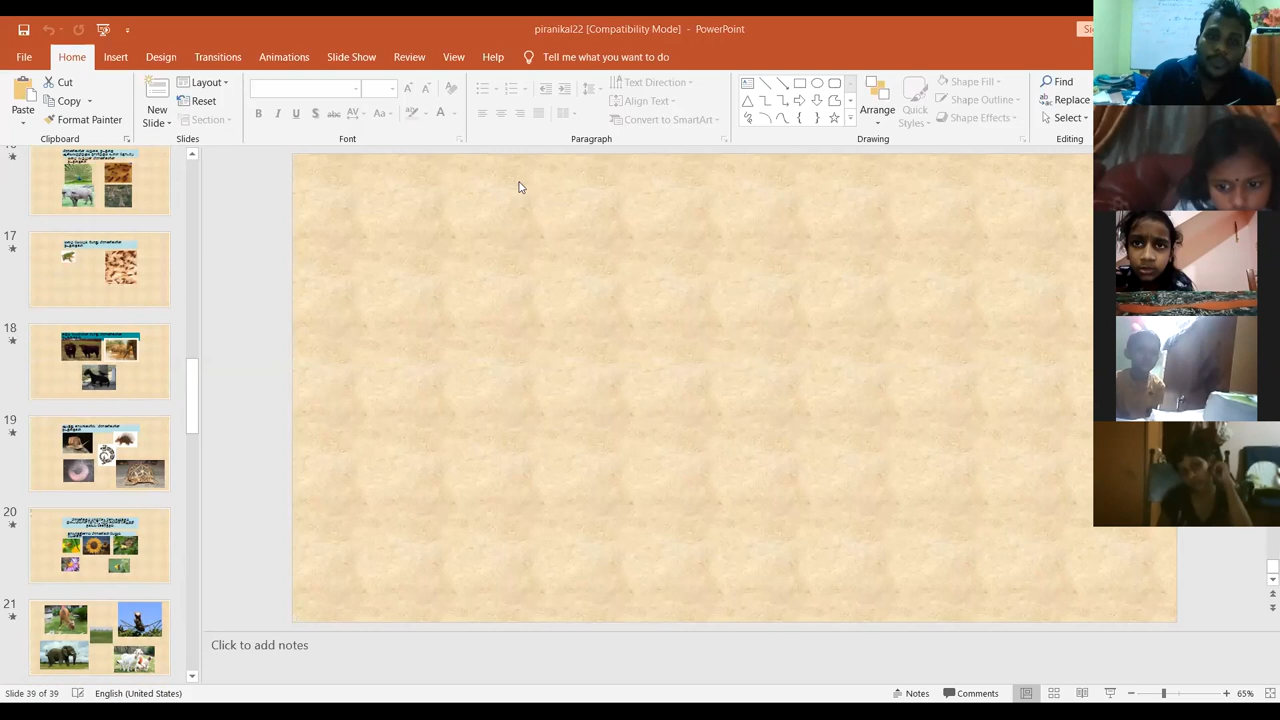 piranikal22 [Compatibility Mode] - PowerPoint
File Home Insert Draw Design Transitions Animations Slide Show Review View Help Tell me what you want to do
Paste
Cut
Copy
Format Painter
Clipboard
New Slide
Layout
Reset
Section
Slides
Font
Text Direction
Align Text
Convert to SmartArt
Paragraph
Arrange
Quick Styles
Shape Fill
Shape Outline
Shape Effects
Drawing
Find
Replace
Select
Editing
17
18
19
20
21
Click to add notes
Slide 39 of 39 English (United States) Notes Comments 65%